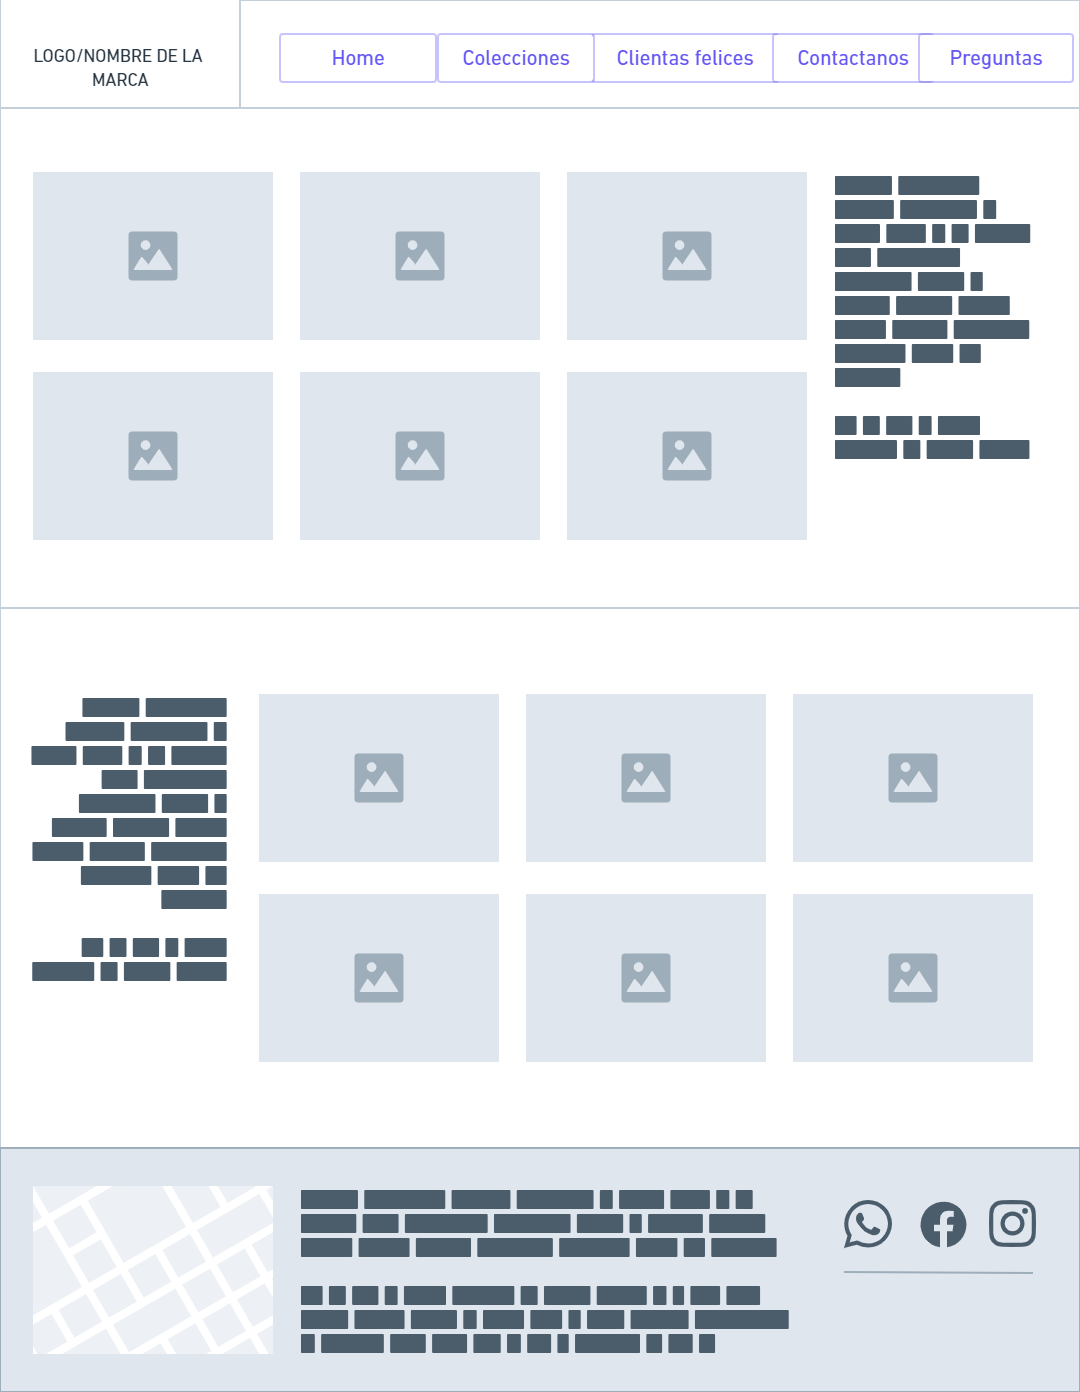 LOGO/NOMBRE DE LA
MARCA
Home
Colecciones
Clientas felices
Contactanos
Preguntas